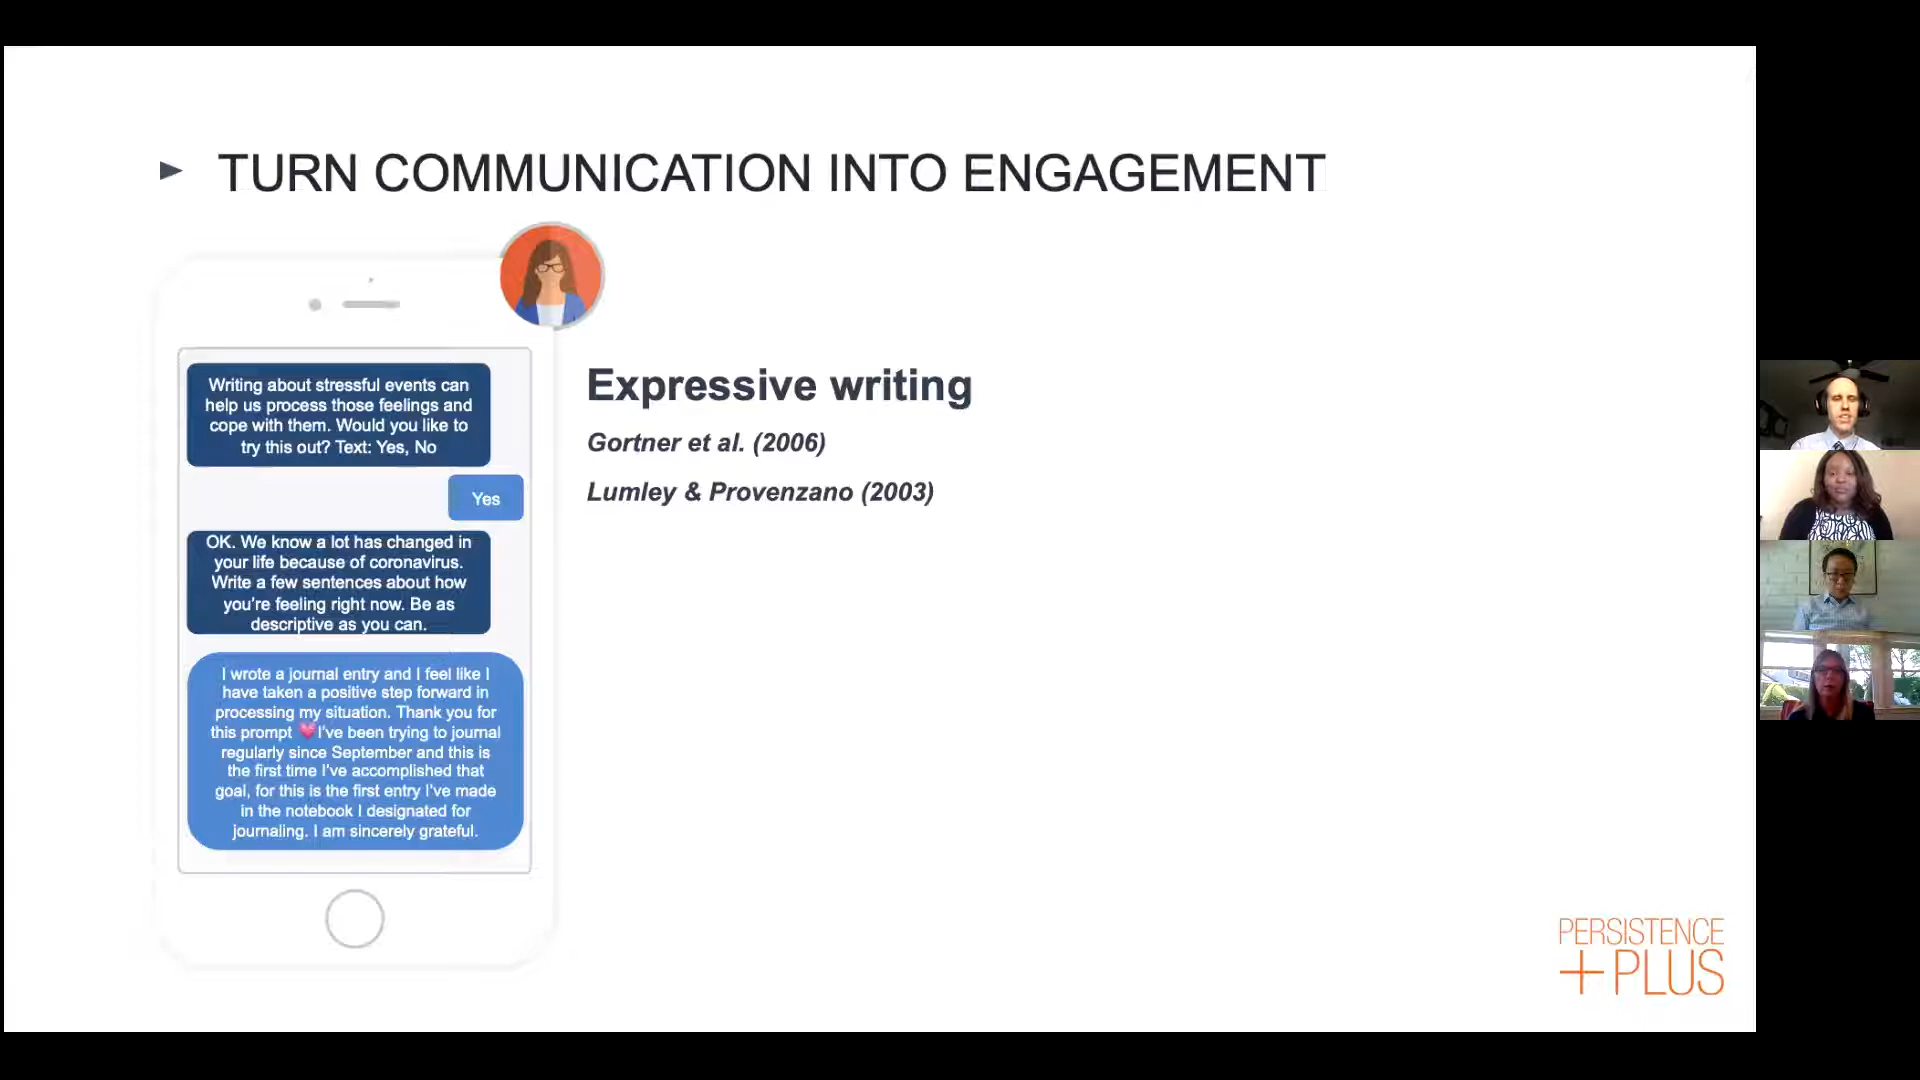 ► TURN COMMUNICATION INTO ENGAGEMENT
Writing about stressful events can
help us process those feelings and
cope with them. Would you like to
try this out? Text: Yes, No
Yes
OK. We know a lot has changed in
your life because of coronavirus.
Write a few sentences about how
you're feeling right now. Be as
descriptive as you can.
I wrote a journal entry and I feel like I
have taken a positive step forward in
processing my situation. Thank you for
this prompt 💗I've been trying to journal
regularly since September and this is
the first time I've accomplished that
goal, for this is the first entry I've made
in the notebook I designated for
journaling. I am sincerely grateful.
Expressive writing
Gortner et al. (2006)
Lumley & Provenzano (2003)
PERSISTENCE
+PLUS